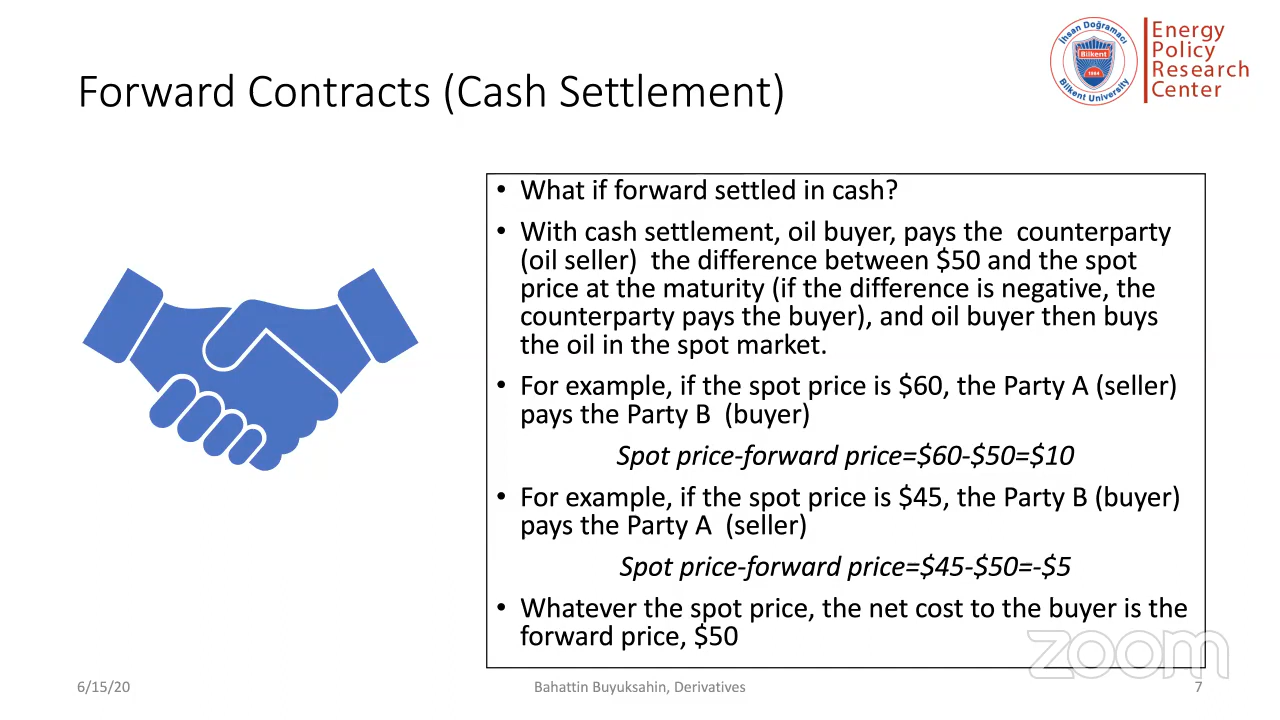 Forward Contracts (Cash Settlement)
İhsan Doğramacı
Bilkent
1984
Bilkent University
Energy
Policy
Research
Center
• What if forward settled in cash?
• With cash settlement, oil buyer, pays the  counterparty
(oil seller)  the difference between $50 and the spot
price at the maturity (if the difference is negative, the
counterparty pays the buyer), and oil buyer then buys
the oil in the spot market.
• For example, if the spot price is $60, the Party A (seller)
pays the Party B  (buyer)
Spot price-forward price=$60-$50=$10
• For example, if the spot price is $45, the Party B (buyer)
pays the Party A  (seller)
Spot price-forward price=$45-$50=-$5
• Whatever the spot price, the net cost to the buyer is the
forward price, $50
zoom
6/15/20
Bahattin Buyuksahin, Derivatives
7